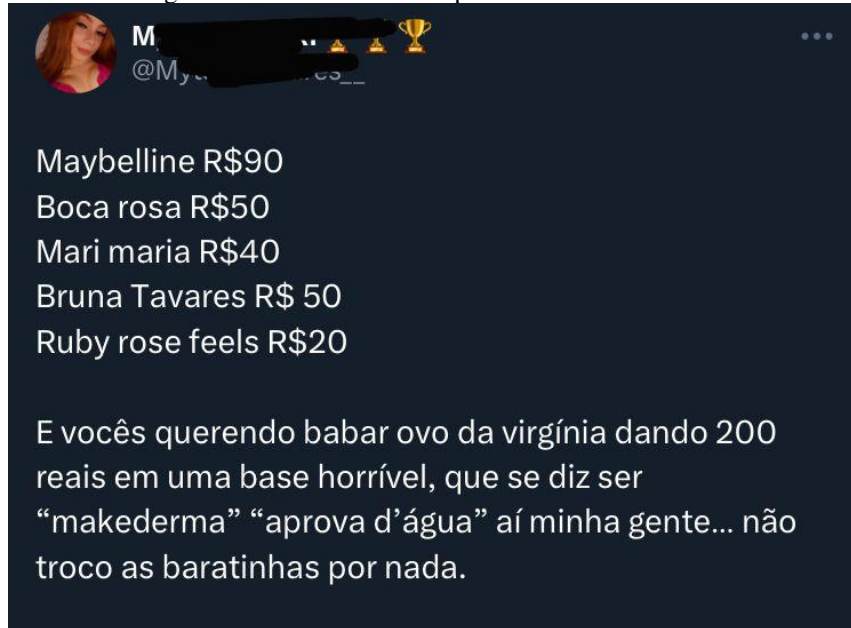 Maybelline R$90
Boca rosa R$50
Mari maria R$40
Bruna Tavares R$ 50
Ruby rose feels R$20
E vocês querendo babar ovo da virgínia dando 200
reais em uma base horrível, que se diz ser
“makederma” “aprova d’água” aí minha gente... não
troco as baratinhas por nada.